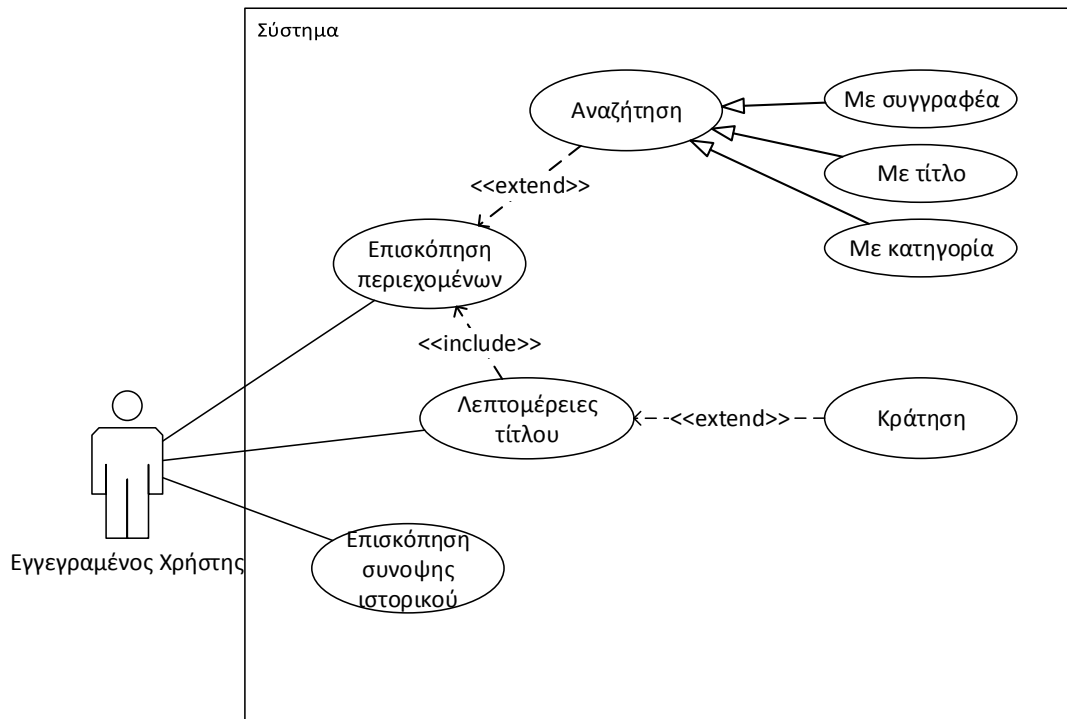 Σύστημα
Αναζήτηση
Με συγγραφέα
Με τίτλο
Με κατηγορία
<<extend>>
Επισκόπηση
περιεχομένων
<<include>>
Λεπτομέρειες
τίτλου
<<extend>>
Κράτηση
Επισκόπηση
συνοψης
ιστορικού
Εγγεγραμένος Χρήστης